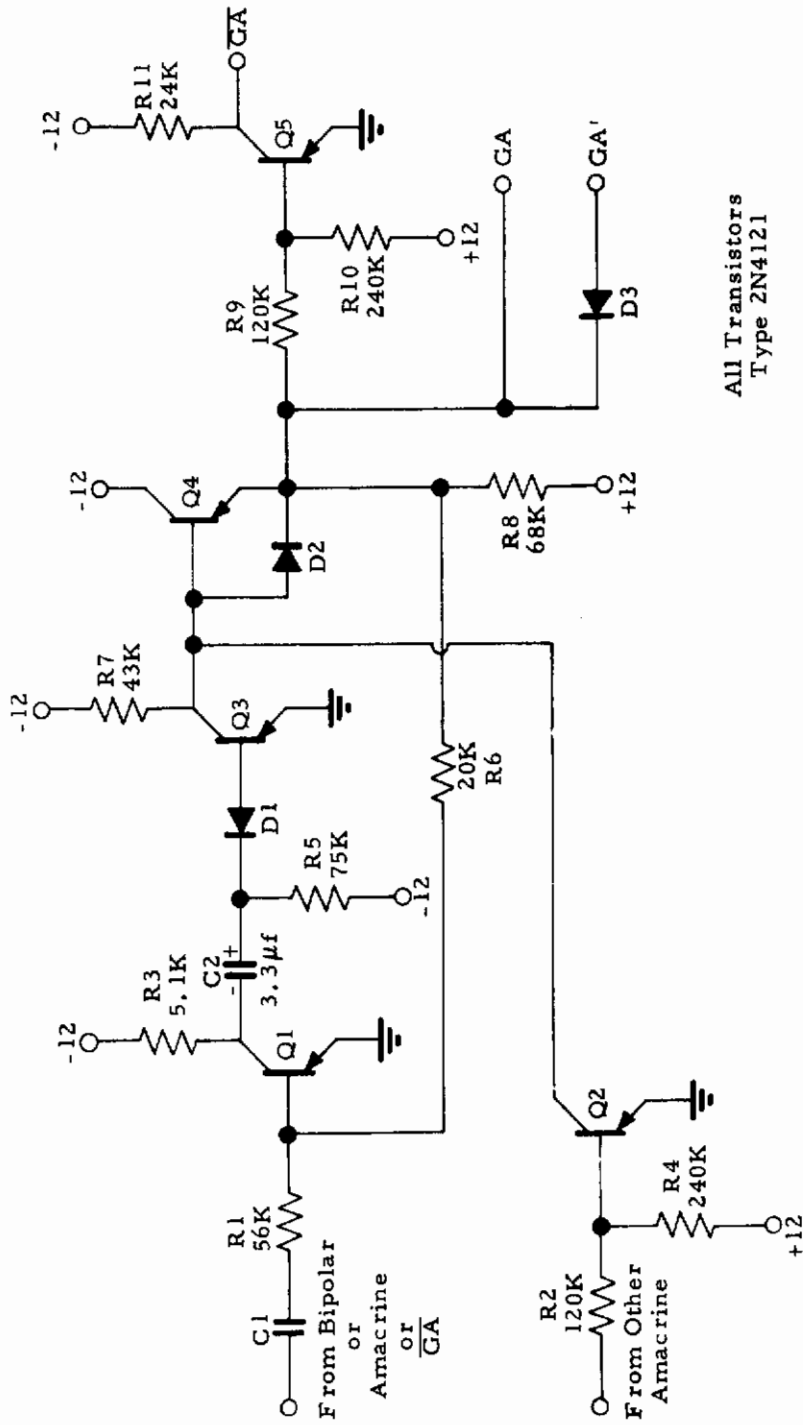 -12
R11
24K
G̅A̅
Q5
R9
120K
R10
240K
+12
GA
GA'
D3
All Transistors
Type 2N4121
-12
Q4
D2
R8
68K
+12
-12
R7
43K
Q3
D1
20K
R6
R5
75K
-12
C2
- +
3.3μf
R3
5.1K
-12
Q1
R1
56K
C1
From Bipolar
or
Amacrine
or
G̅A̅
Q2
R4
240K
+12
R2
120K
From Other
Amacrine